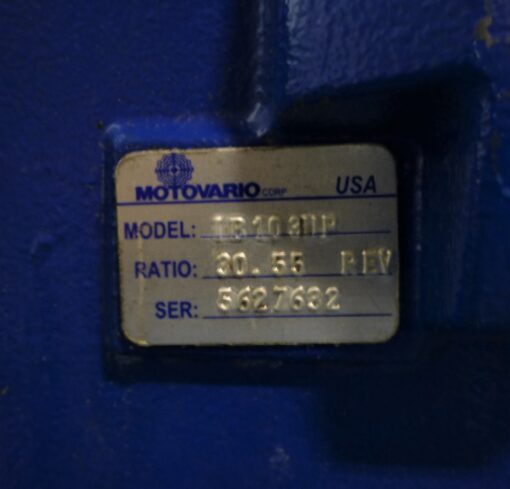 MOTOVARIO CORP USA
MODEL:
RATIO: 30.55 REV
SER: 5627632